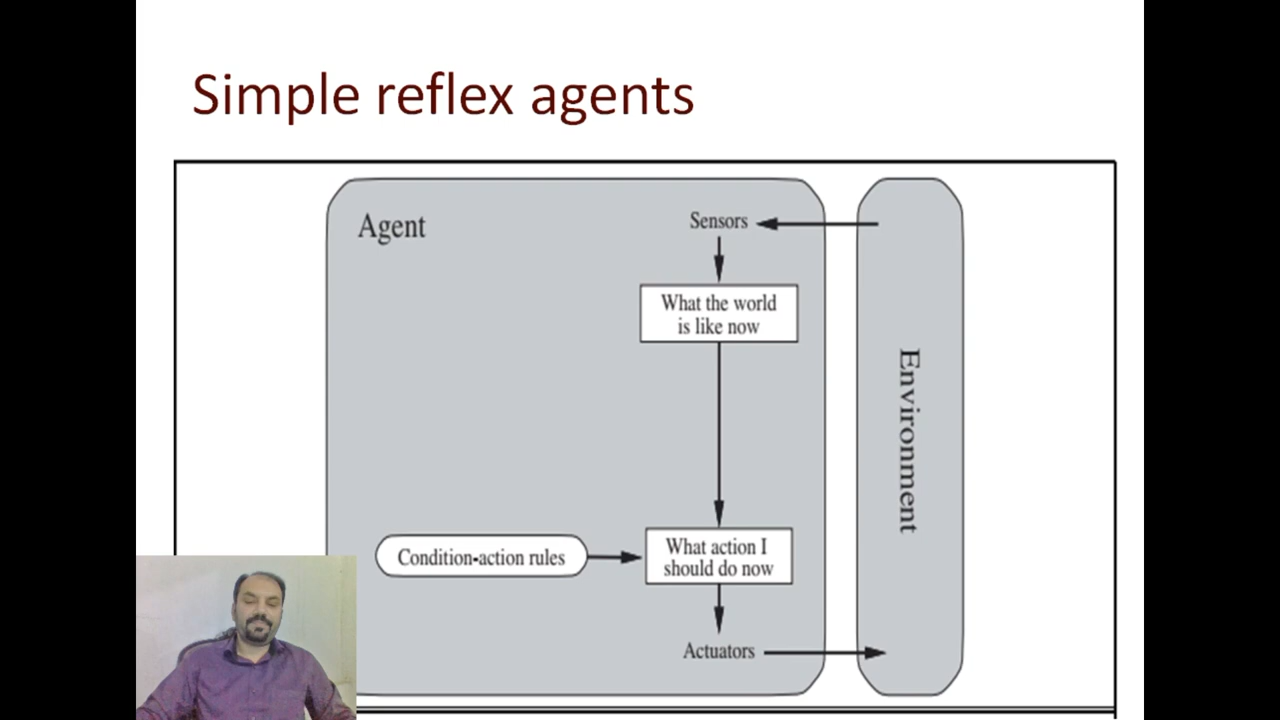 Simple reflex agents
Agent
Sensors
What the world
is like now
Environment
Condition-action rules
What action I
should do now
Actuators